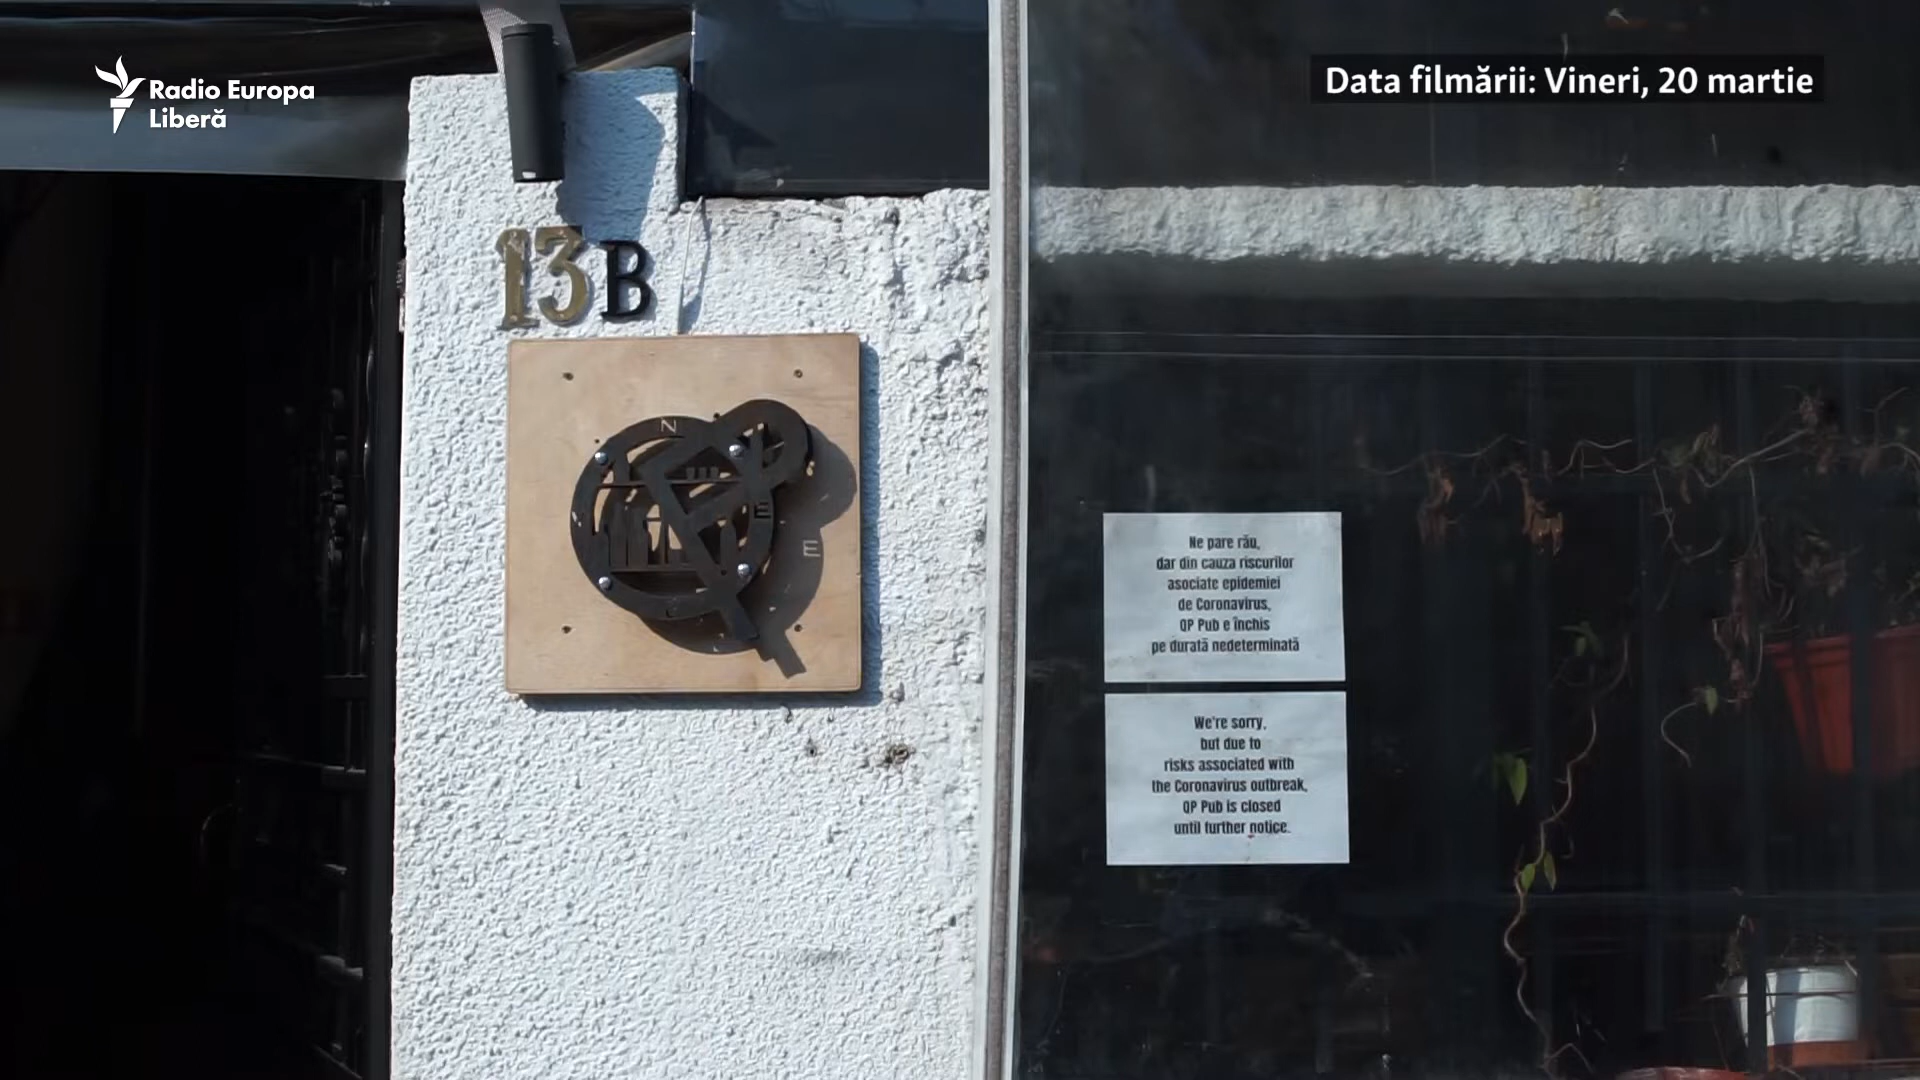 Radio Europa
Liberă
Data filmării: Vineri, 20 martie
13B
N
E
E
Ne pare rău,
dar din cauza riscurilor
asociate epidemiei
de Coronavirus,
QP Pub e închis
pe durată nedeterminată
We're sorry,
but due to
risks associated with
the Coronavirus outbreak,
QP Pub is closed
until further notice.